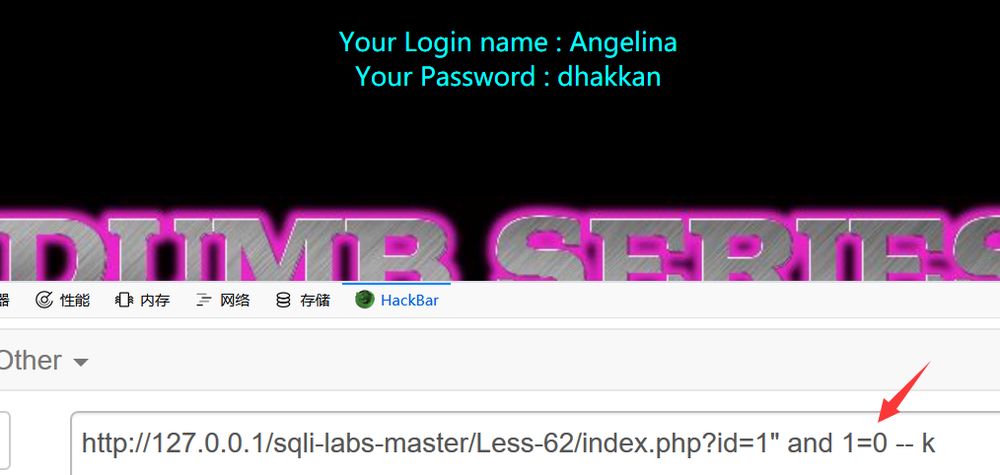 Your Login name : Angelina
Your Password : dhakkan
DUMB SERIES
器 性能 内存 网络 存储 HackBar
Other
http://127.0.0.1/sqli-labs-master/Less-62/index.php?id=1" and 1=0 -- k